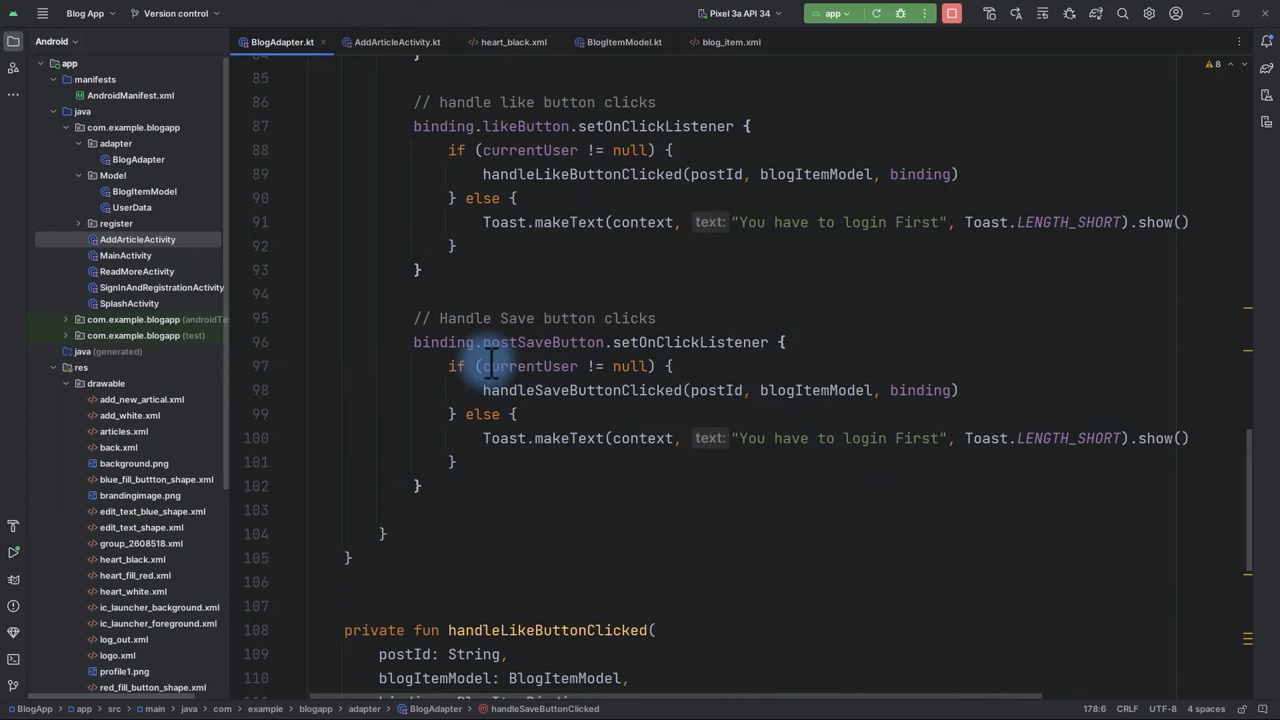 Blog App
Version control
Pixel 3a API 34
app
Android
BlogAdapter.kt
AddArticleActivity.kt
heart_black.xml
BlogItemModel.kt
blog_item.xml
8
app
manifests
AndroidManifest.xml
java
com.example.blogapp
adapter
BlogAdapter
Model
BlogItemModel
UserData
register
AddArticleActivity
MainActivity
ReadMoreActivity
SignInAndRegistrationActivity
SplashActivity
com.example.blogapp (androidTe
com.example.blogapp (test)
java (generated)
res
drawable
add_new_artical.xml
add_white.xml
articles.xml
back.xml
background.png
blue_fill_buttton_shape.xml
brandingimage.png
edit_text_blue_shape.xml
edit_text_shape.xml
group_2608518.xml
heart_black.xml
heart_fill_red.xml
heart_white.xml
ic_launcher_background.xml
ic_launcher_foreground.xml
log_out.xml
logo.xml
profile1.png
red_fill_button_shape.xml
85
86 // handle like button clicks
87 binding.likeButton.setOnClickListener {
88 if (currentUser != null) {
89 handleLikeButtonClicked(postId, blogItemModel, binding)
90 } else {
91 Toast.makeText(context, text: "You have to login First", Toast.LENGTH_SHORT).show()
92 }
93 }
94
95 // Handle Save button clicks
96 binding.postSaveButton.setOnClickListener {
97 if (currentUser != null) {
98 handleSaveButtonClicked(postId, blogItemModel, binding)
99 } else {
100 Toast.makeText(context, text: "You have to login First", Toast.LENGTH_SHORT).show()
101 }
102 }
103
104 }
105 }
106
107
108 private fun handleLikeButtonClicked(
109 postId: String,
110 blogItemModel: BlogItemModel,
BlogApp > app > src > main > java > com > example > blogapp > adapter > BlogAdapter > handleSaveButtonClicked
178:6 CRLF UTF-8 4 spaces